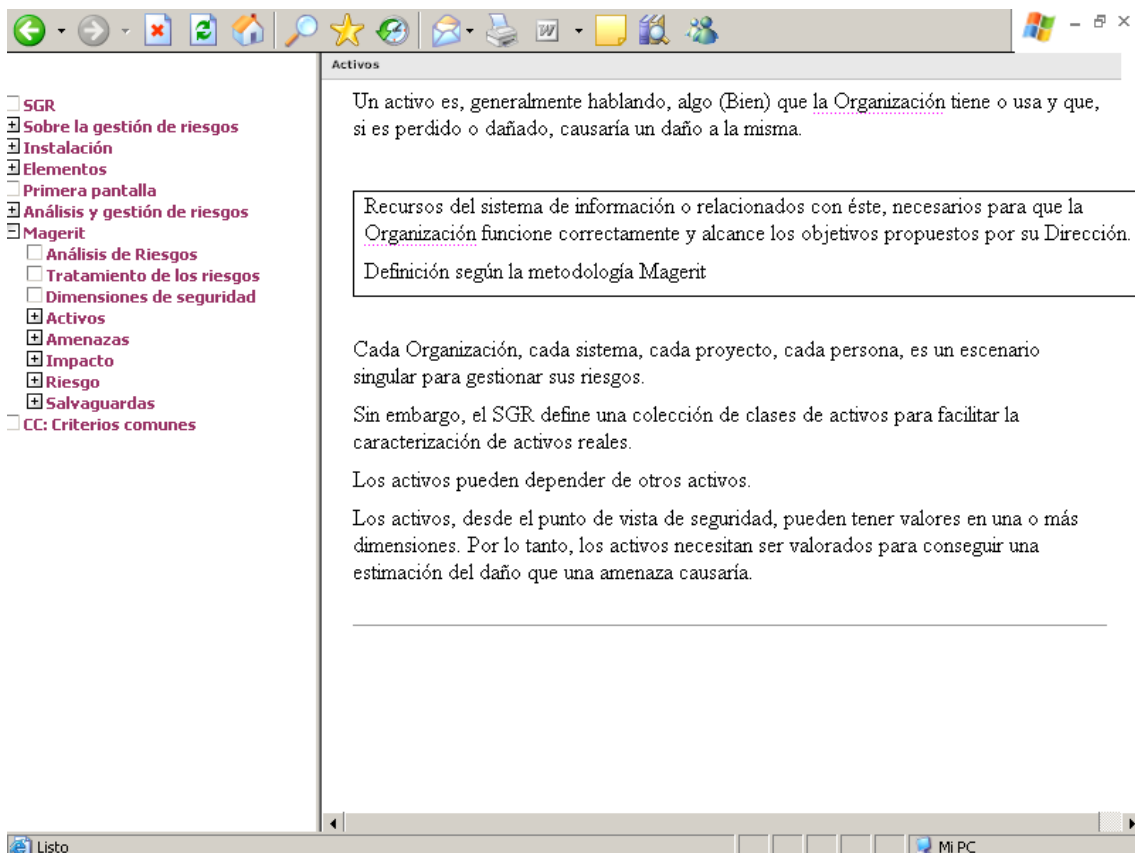 Activos
SGR
Sobre la gestión de riesgos
Instalación
Elementos
Primera pantalla
Análisis y gestión de riesgos
Magerit
Análisis de Riesgos
Tratamiento de los riesgos
Dimensiones de seguridad
Activos
Amenazas
Impacto
Riesgo
Salvaguardas
CC: Criterios comunes
Un activo es, generalmente hablando, algo (Bien) que la Organización tiene o usa y que,
si es perdido o dañado, causaría un daño a la misma.
Recursos del sistema de información o relacionados con éste, necesarios para que la
Organización funcione correctamente y alcance los objetivos propuestos por su Dirección.
Definición según la metodología Magerit
Cada Organización, cada sistema, cada proyecto, cada persona, es un escenario
singular para gestionar sus riesgos.
Sin embargo, el SGR define una colección de clases de activos para facilitar la
caracterización de activos reales.
Los activos pueden depender de otros activos.
Los activos, desde el punto de vista de seguridad, pueden tener valores en una o más
dimensiones. Por lo tanto, los activos necesitan ser valorados para conseguir una
estimación del daño que una amenaza causaría.
Listo
Mi PC